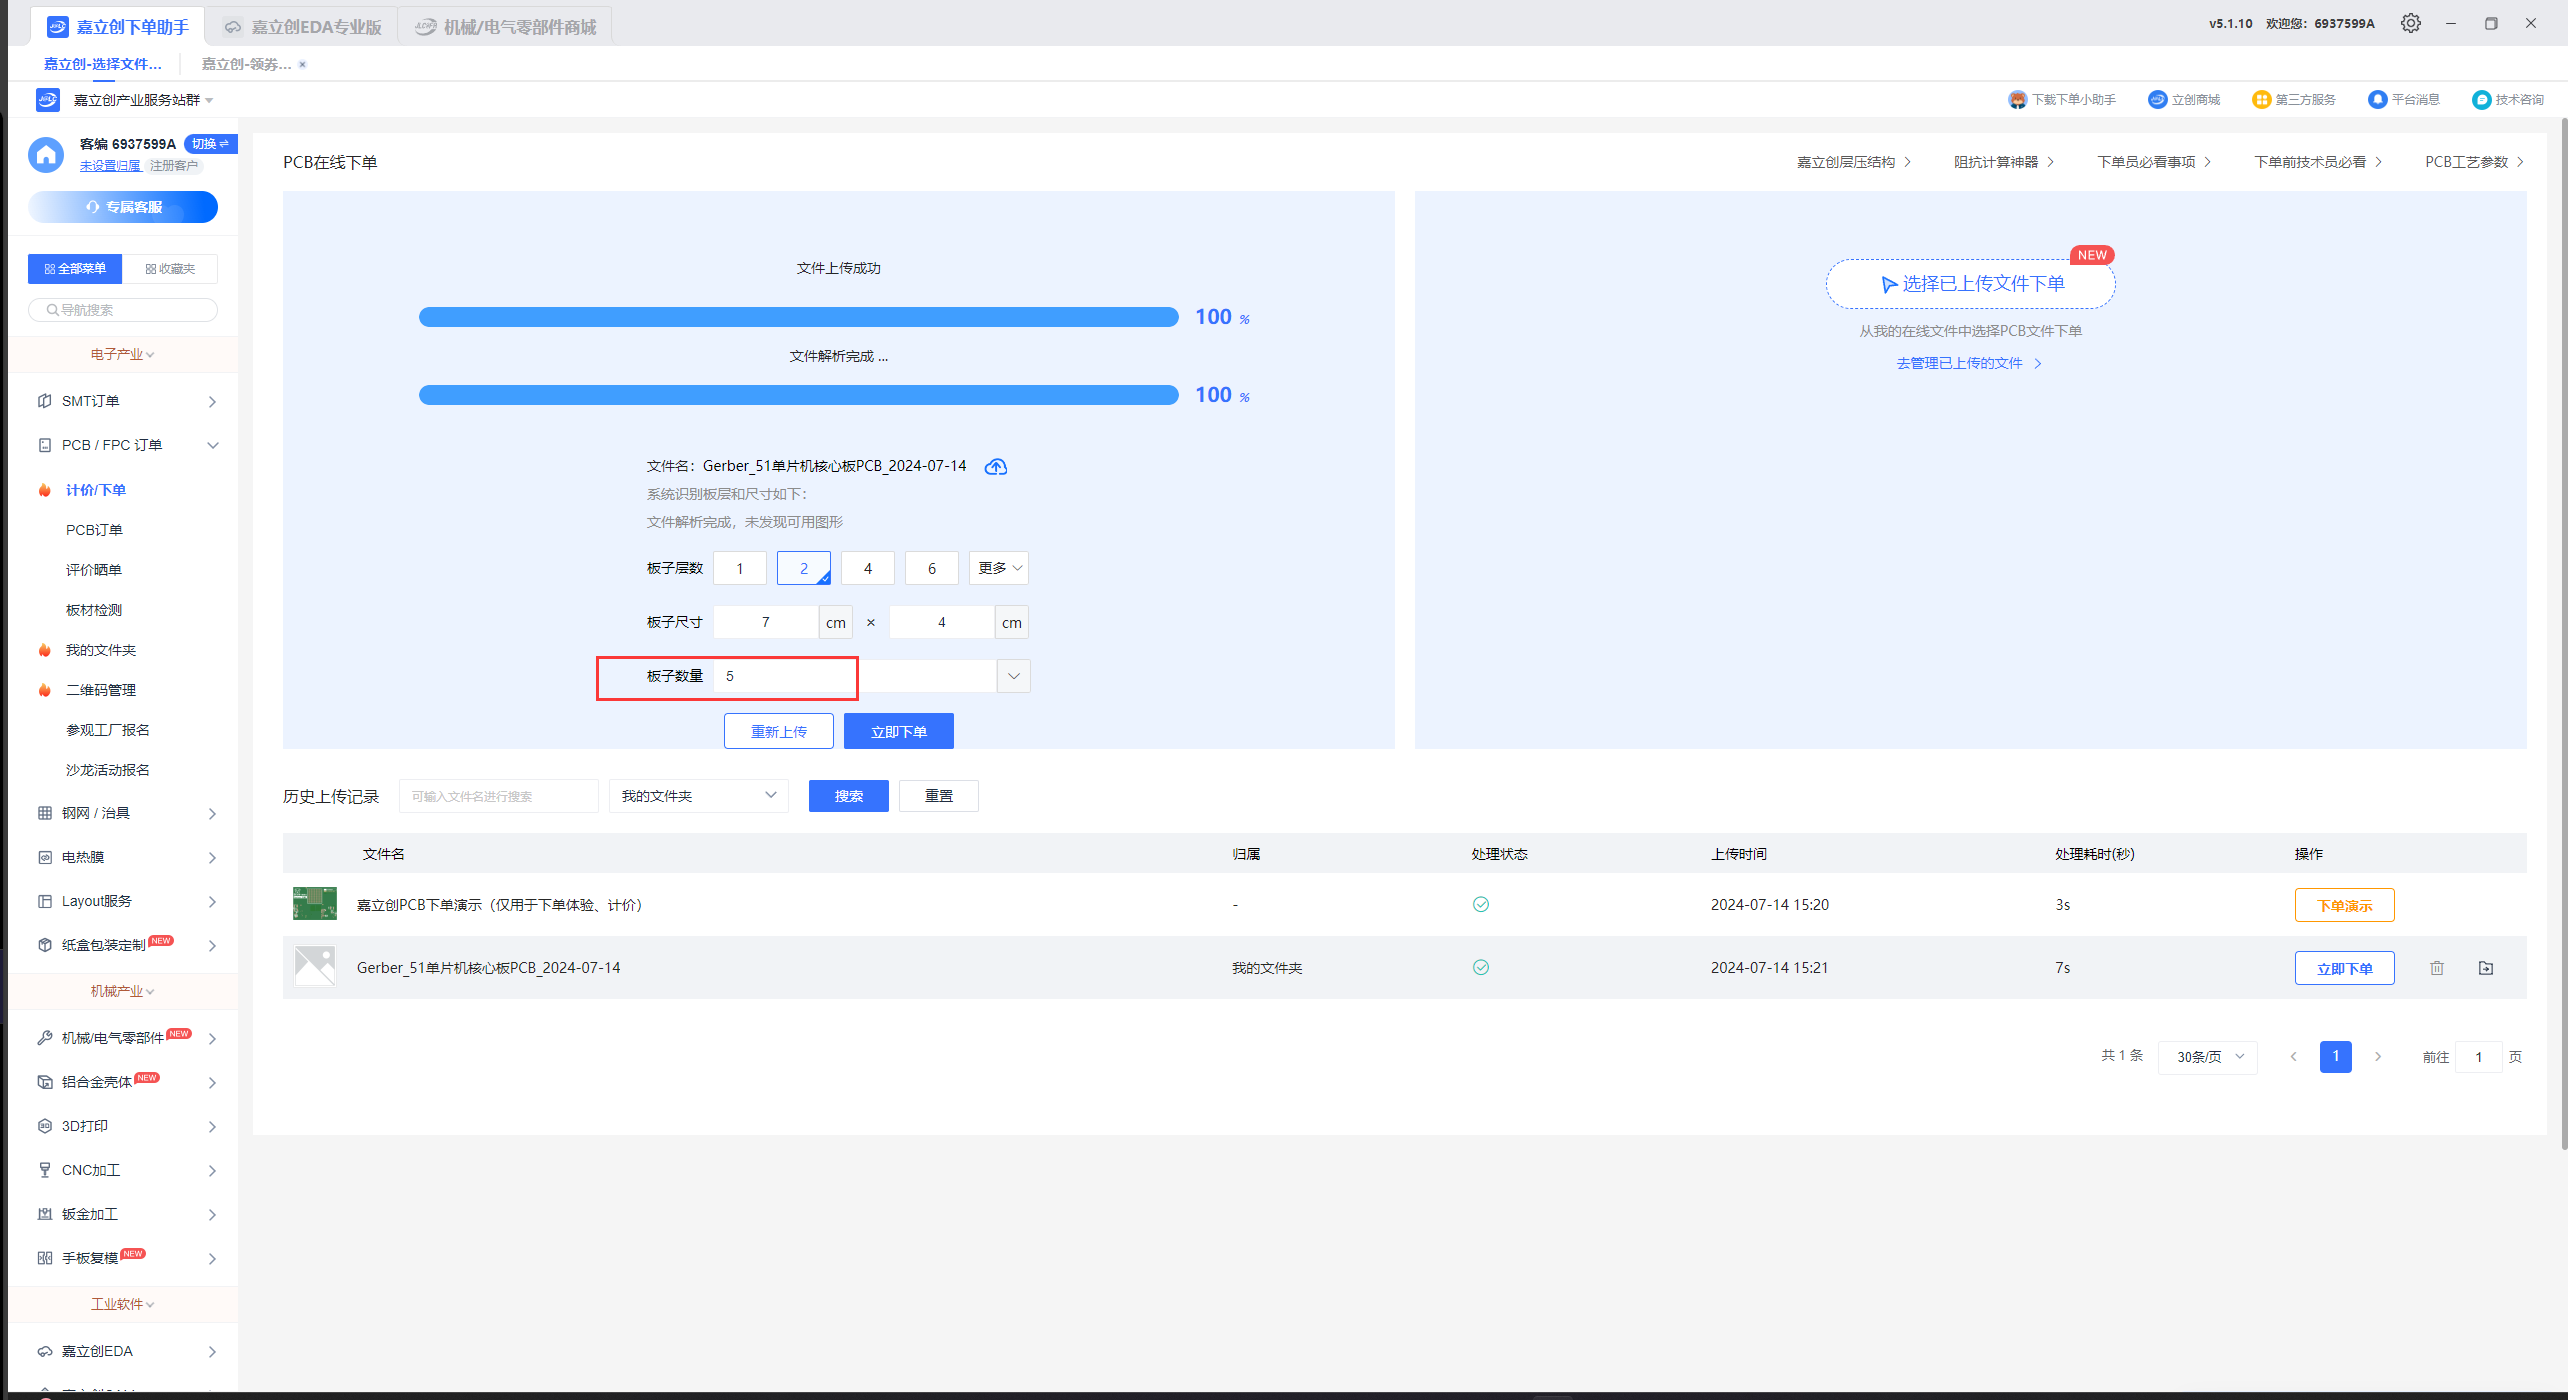 嘉立创下单助手
嘉立创EDA专业版
机械/电气零部件商城
v5.1.10 欢迎您：6937599A
嘉立创-选择文件...
嘉立创-领券...
嘉立创产业服务站群
下载下单小助手
立创商城
第三方服务
平台消息
技术咨询
客编 6937599A 切换
未设置归属 注册客户
专属客服
全部菜单
收藏夹
导航搜索
电子产业
SMT订单
PCB / FPC 订单
计价/下单
PCB订单
评价晒单
板材检测
我的文件夹
二维码管理
参观工厂报名
沙龙活动报名
钢网 / 治具
电热膜
Layout服务
纸盒包装定制 NEW
机械产业
机械/电气零部件 NEW
铝合金壳体 NEW
3D打印
CNC加工
钣金加工
手板复模 NEW
工业软件
嘉立创EDA
PCB在线下单
嘉立创层压结构
阻抗计算神器
下单员必看事项
下单前技术员必看
PCB工艺参数
文件上传成功
100 %
文件解析完成 ...
100 %
文件名：Gerber_51单片机核心板PCB_2024-07-14
系统识别板层和尺寸如下：
文件解析完成，未发现可用图形
板子层数 1 2 4 6 更多
板子尺寸 7 cm × 4 cm
板子数量 5
重新上传 立即下单
NEW
选择已上传文件下单
从我的在线文件中选择PCB文件下单
去管理已上传的文件
历史上传记录 可输入文件名进行搜索 我的文件夹 搜索 重置
文件名 归属 处理状态 上传时间 处理耗时(秒) 操作
嘉立创PCB下单演示（仅用于下单体验、计价） - 2024-07-14 15:20 3s 下单演示
Gerber_51单片机核心板PCB_2024-07-14 我的文件夹 2024-07-14 15:21 7s 立即下单
共 1 条 30条/页 1 前往 1 页